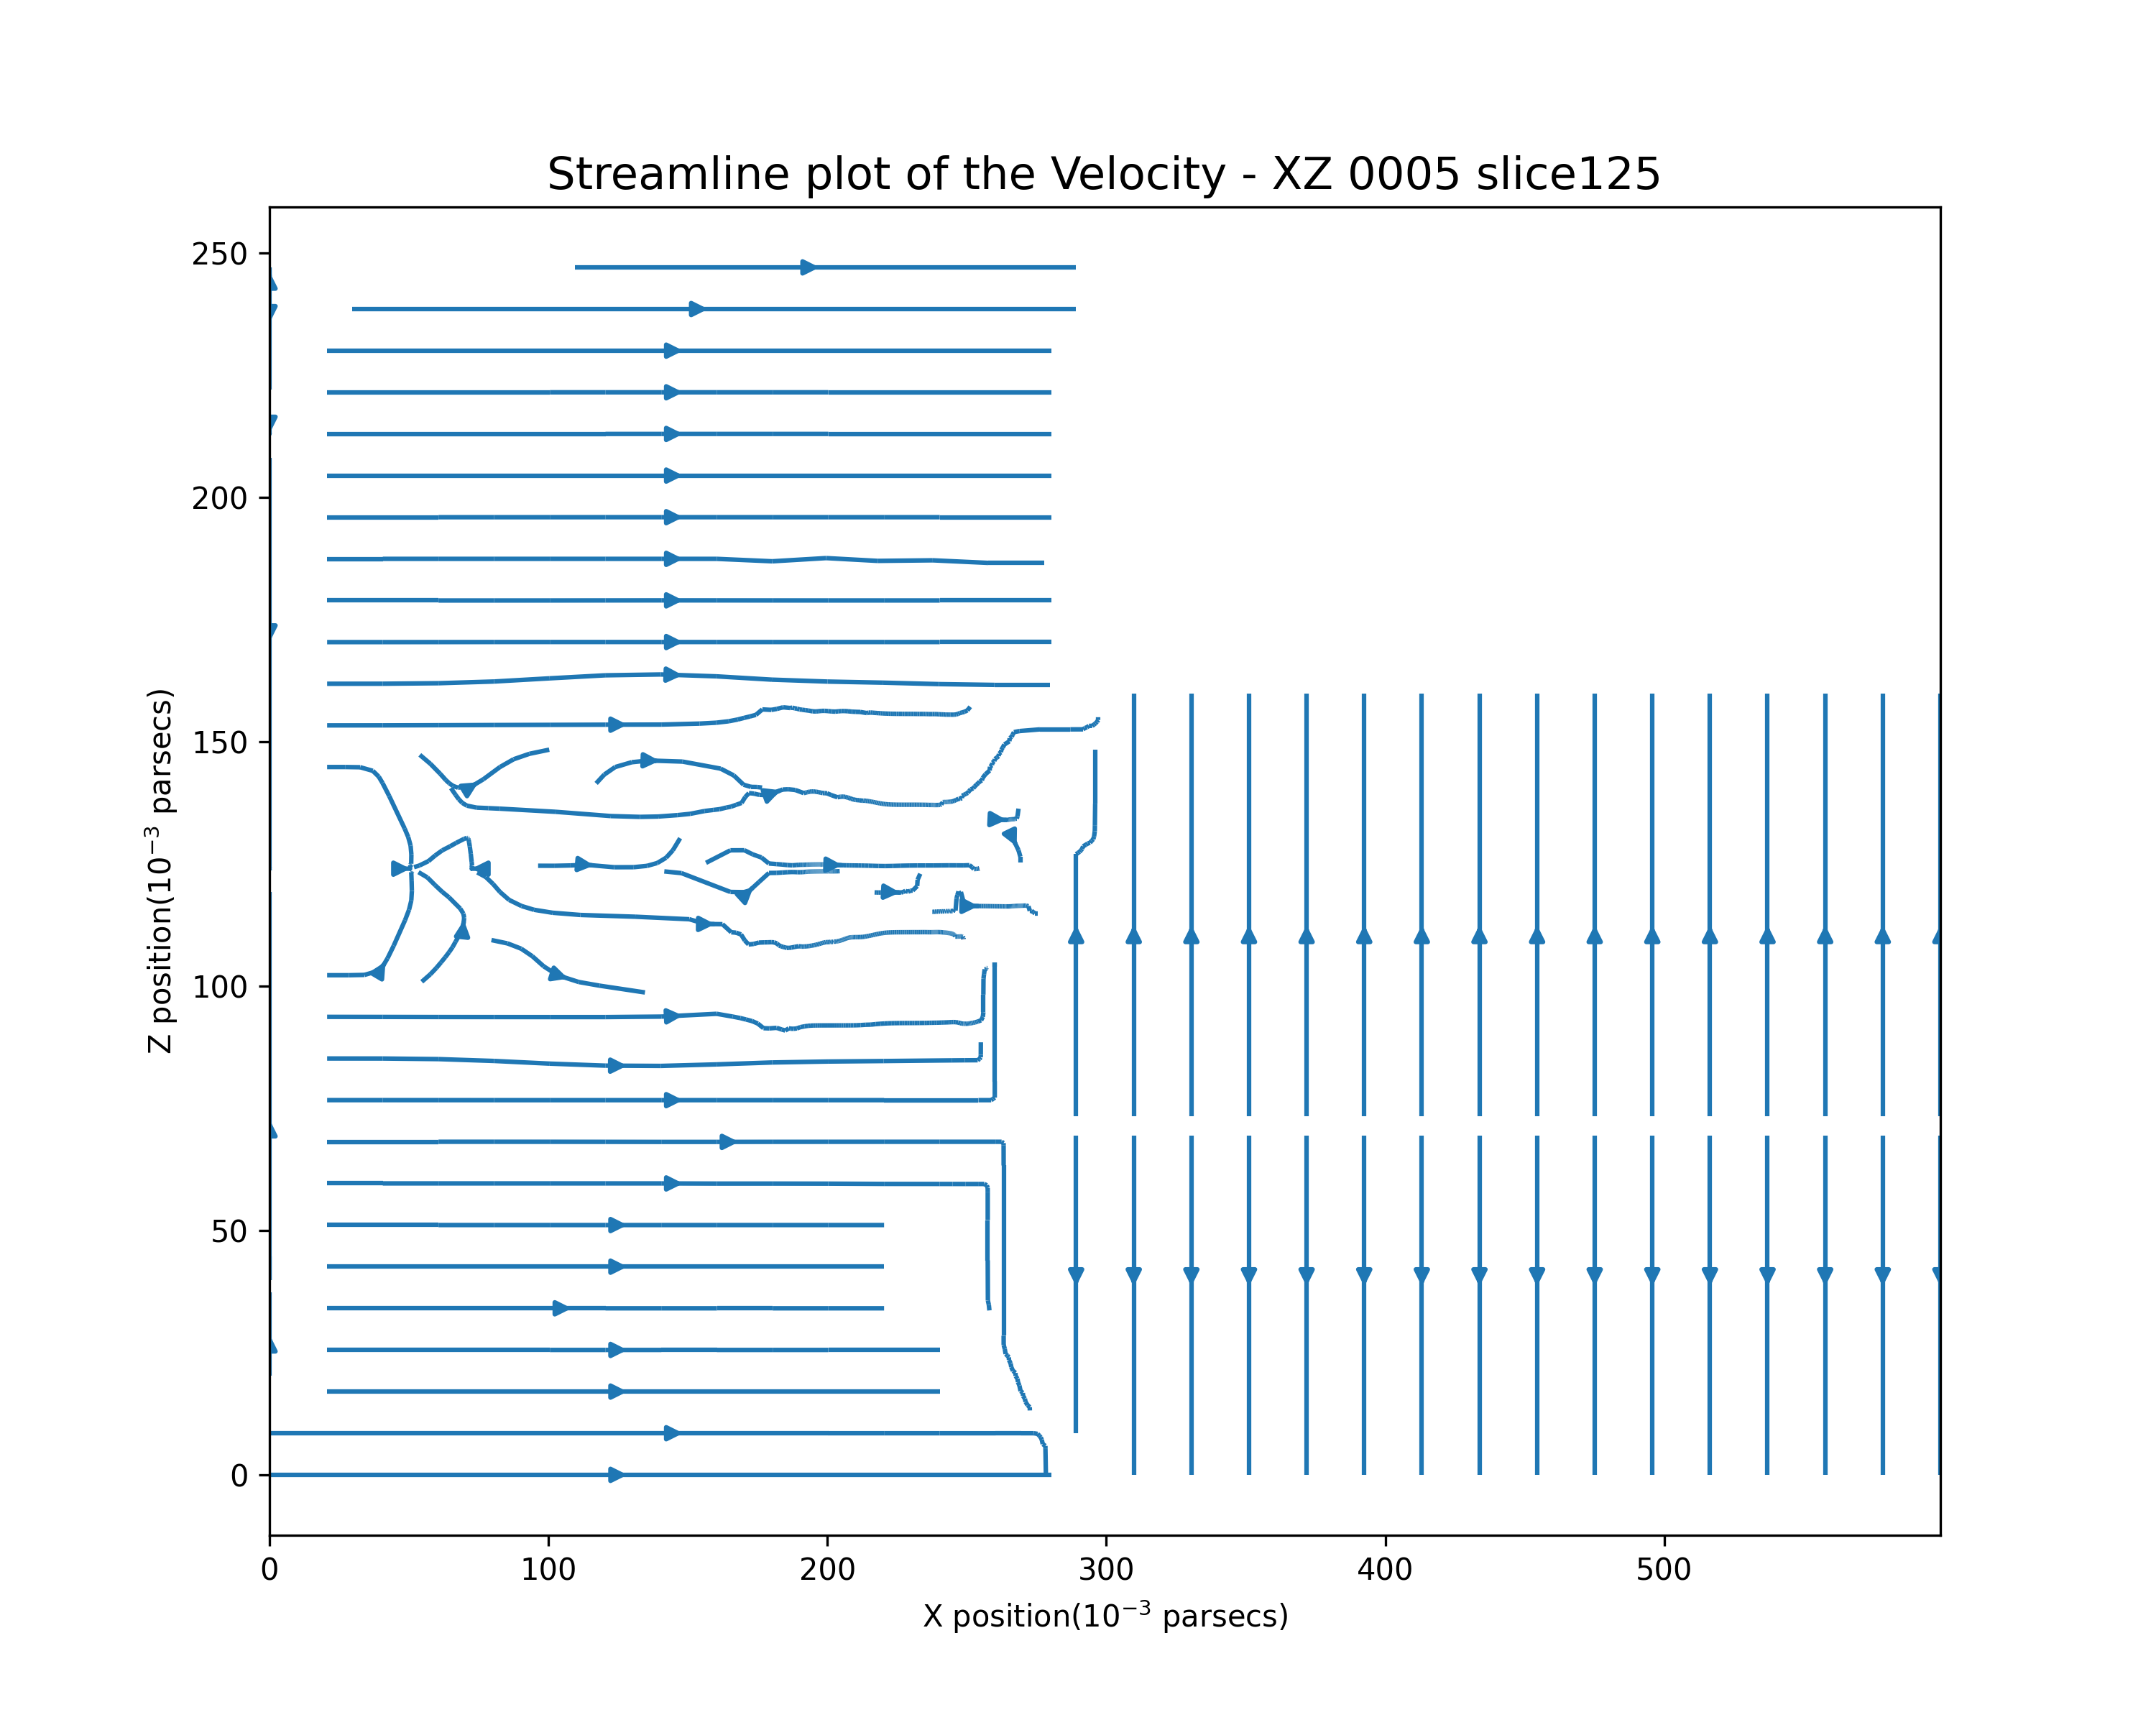 Streamline plot of the Velocity - XZ 0005 slice125
250
200
150
100
50
0
Z position(10⁻³ parsecs)
0 100 200 300 400 500
X position(10⁻³ parsecs)